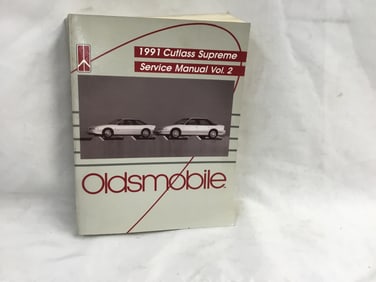 1991 Cutlass Supreme
Service Manual Vol. 2
Oldsmobile